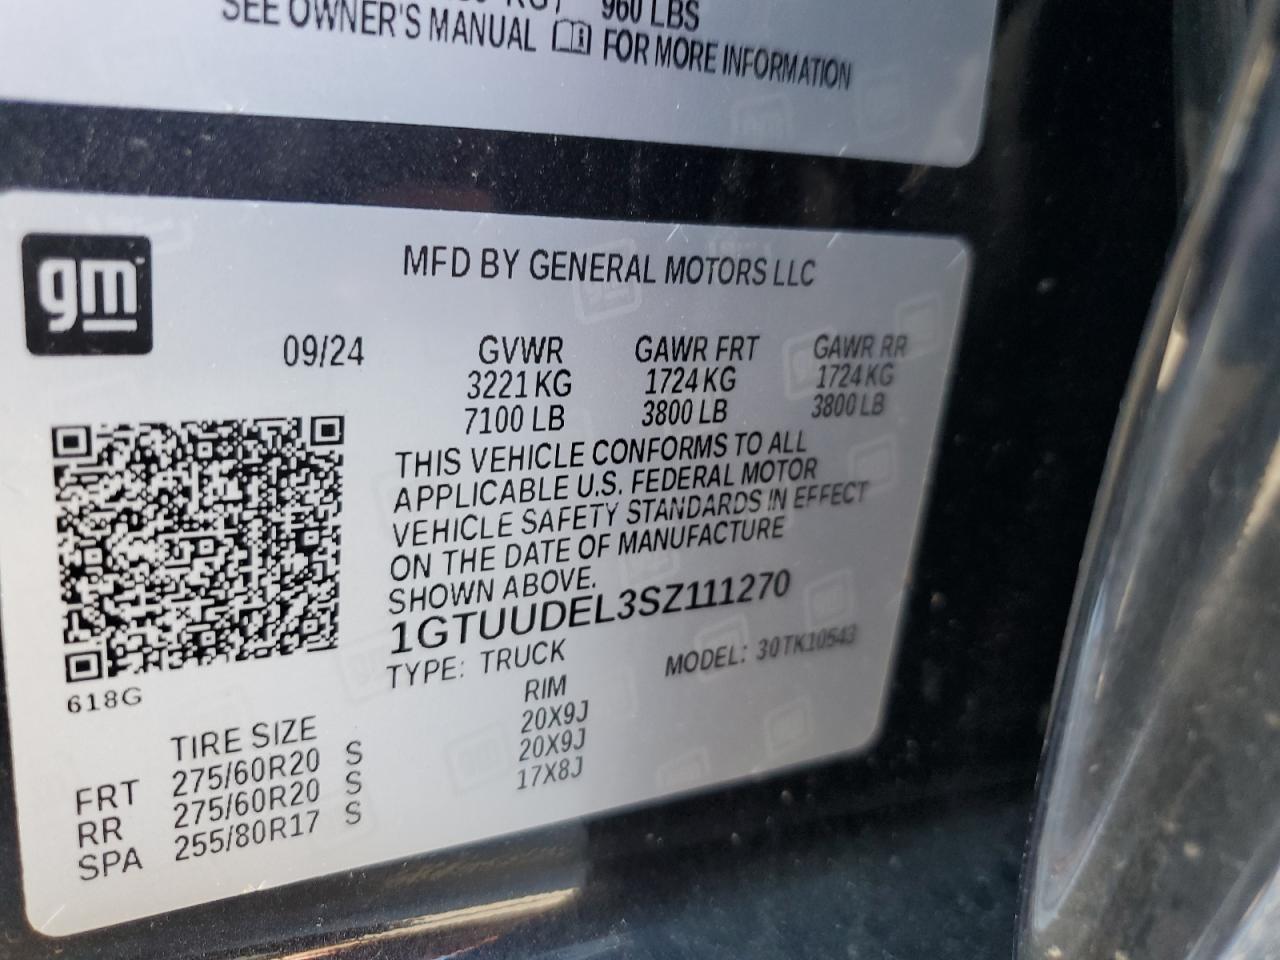 960 LBS
SEE OWNER'S MANUAL FOR MORE INFORMATION
gm
MFD BY GENERAL MOTORS LLC
09/24 GVWR GAWR FRT GAWR RR
3221 KG 1724 KG 1724 KG
7100 LB 3800 LB 3800 LB
THIS VEHICLE CONFORMS TO ALL
APPLICABLE U.S. FEDERAL MOTOR
VEHICLE SAFETY STANDARDS IN EFFECT
ON THE DATE OF MANUFACTURE
SHOWN ABOVE.
1GTUUDEL3SZ111270
TYPE: TRUCK MODEL: 30TK10543
618G
TIRE SIZE RIM
FRT 275/60R20 S 20X9J
RR 275/60R20 S 20X9J
SPA 255/80R17 S 17X8J